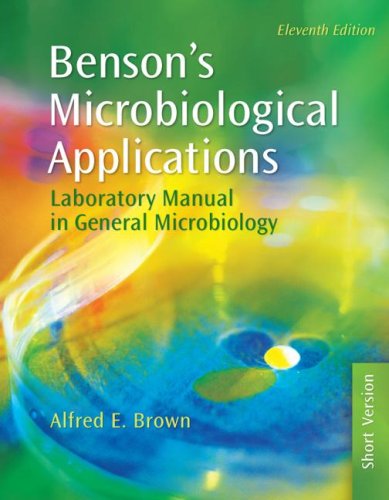 Eleventh Edition
Benson's
Microbiological
Applications
Laboratory Manual
in General Microbiology
Alfred E. Brown
Short Version